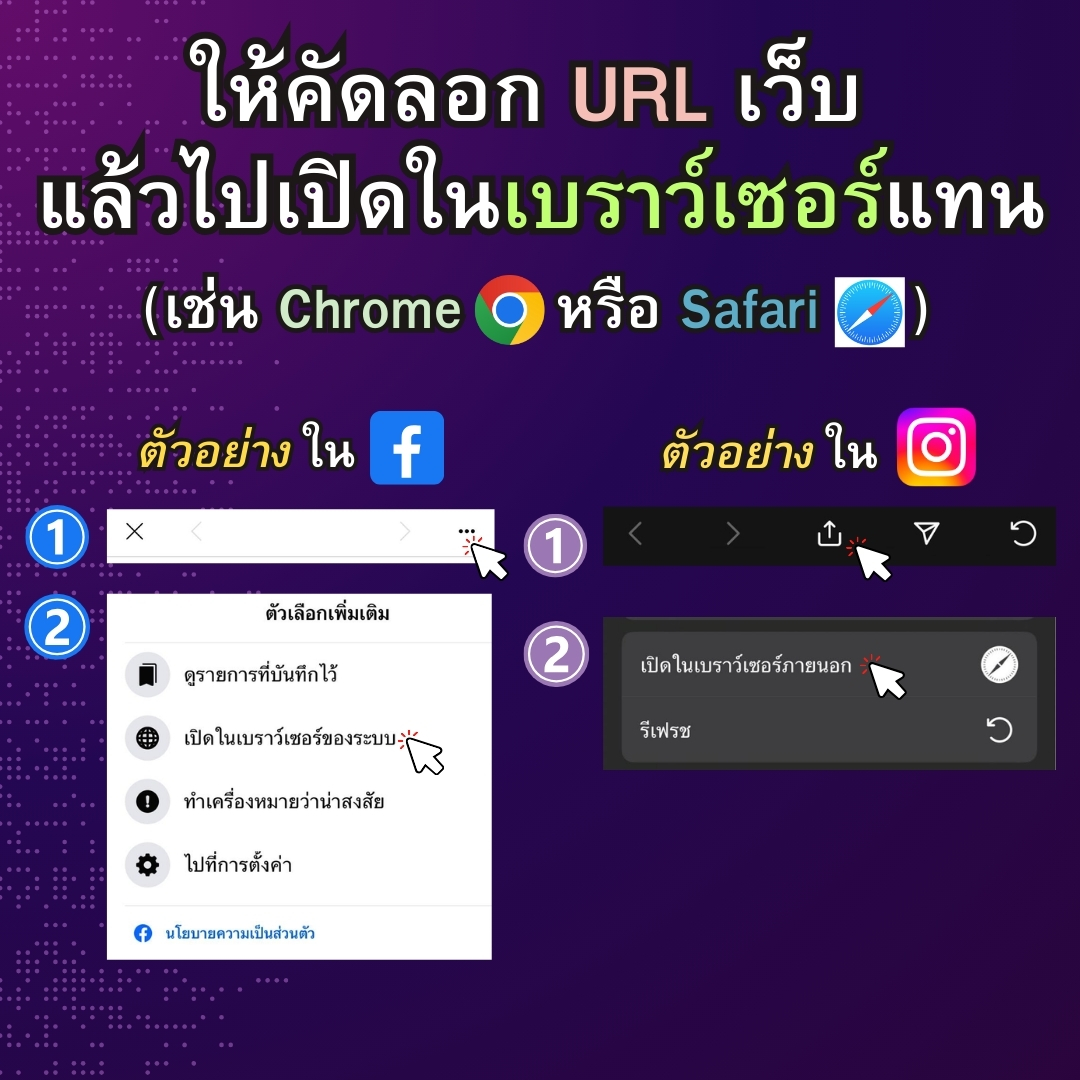 ให้คัดลอก URL เว็บ
แล้วไปเปิดในเบราว์เซอร์แทน
(เช่น Chrome หรือ Safari )
ตัวอย่าง ใน
1
2
ตัวเลือกเพิ่มเติม
ดูรายการที่บันทึกไว้
เปิดในเบราว์เซอร์ของระบบ
ทำเครื่องหมายว่าน่าสงสัย
ไปที่การตั้งค่า
นโยบายความเป็นส่วนตัว
ตัวอย่าง ใน
1
2
เปิดในเบราว์เซอร์ภายนอก
รีเฟรช